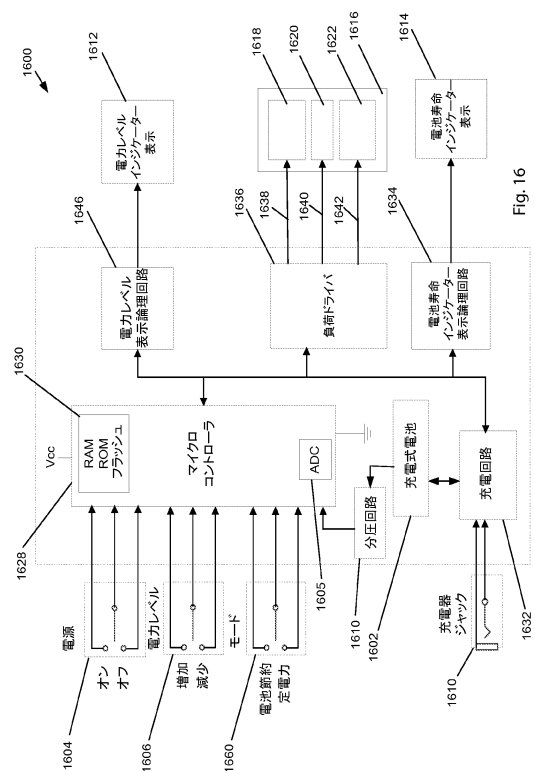 1600
1612
電力レベル
インジケーター
表示
1646
電力レベル
表示論理回路
1618
1620
1622
1616
1636
1638
1640
1642
負荷ドライバ
1614
電池寿命
インジケーター
表示
1634
電池寿命
インジケーター
表示論理回路
1630
Vcc
1628
RAM
ROM
フラッシュ
マイクロ
コントローラ
ADC
1605
電源
オン
オフ
1604
電力レベル
増加
減少
1606
モード
電池節約
定電力
1660
分圧回路
1610
充電式電池
1602
充電回路
1632
充電器
ジャック
1610
Fig. 16